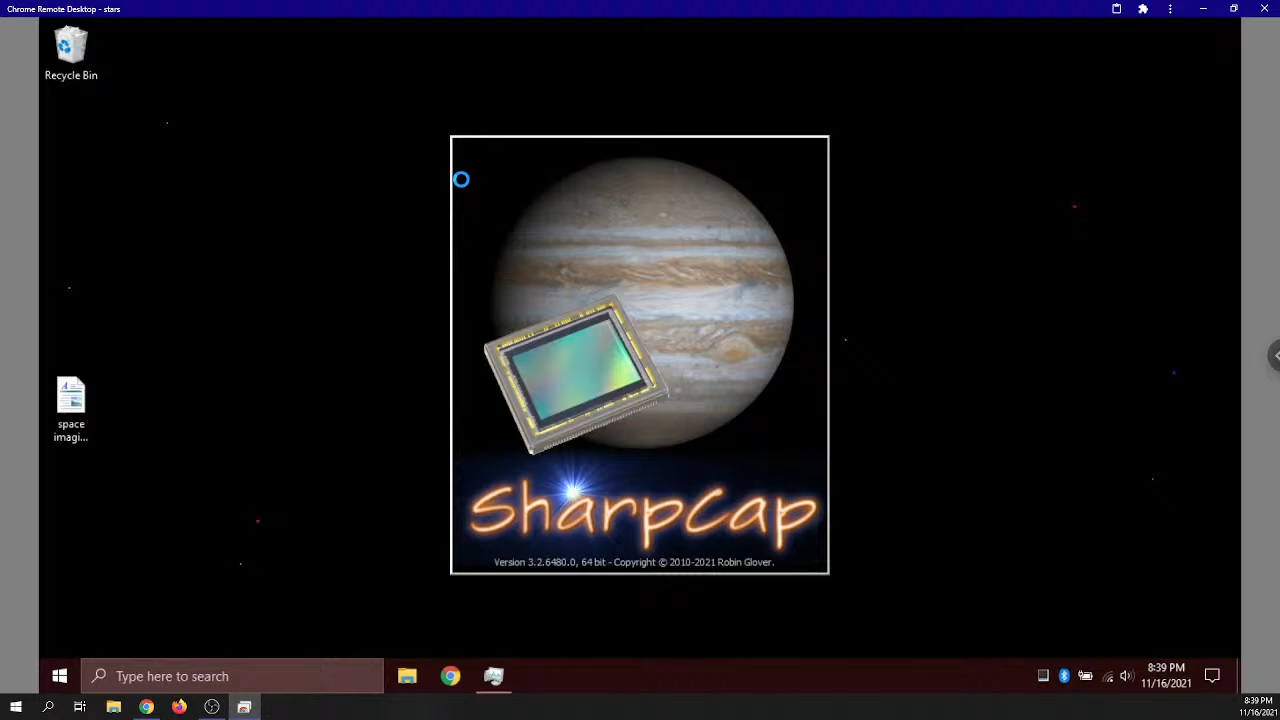 Chrome Remote Desktop - stars
Recycle Bin
space
imagi...
SharpCap
Version 3.2.6480.0, 64 bit - Copyright © 2010-2021 Robin Glover.
Type here to search
8:39 PM
11/16/2021
8:39 PM
11/16/2021